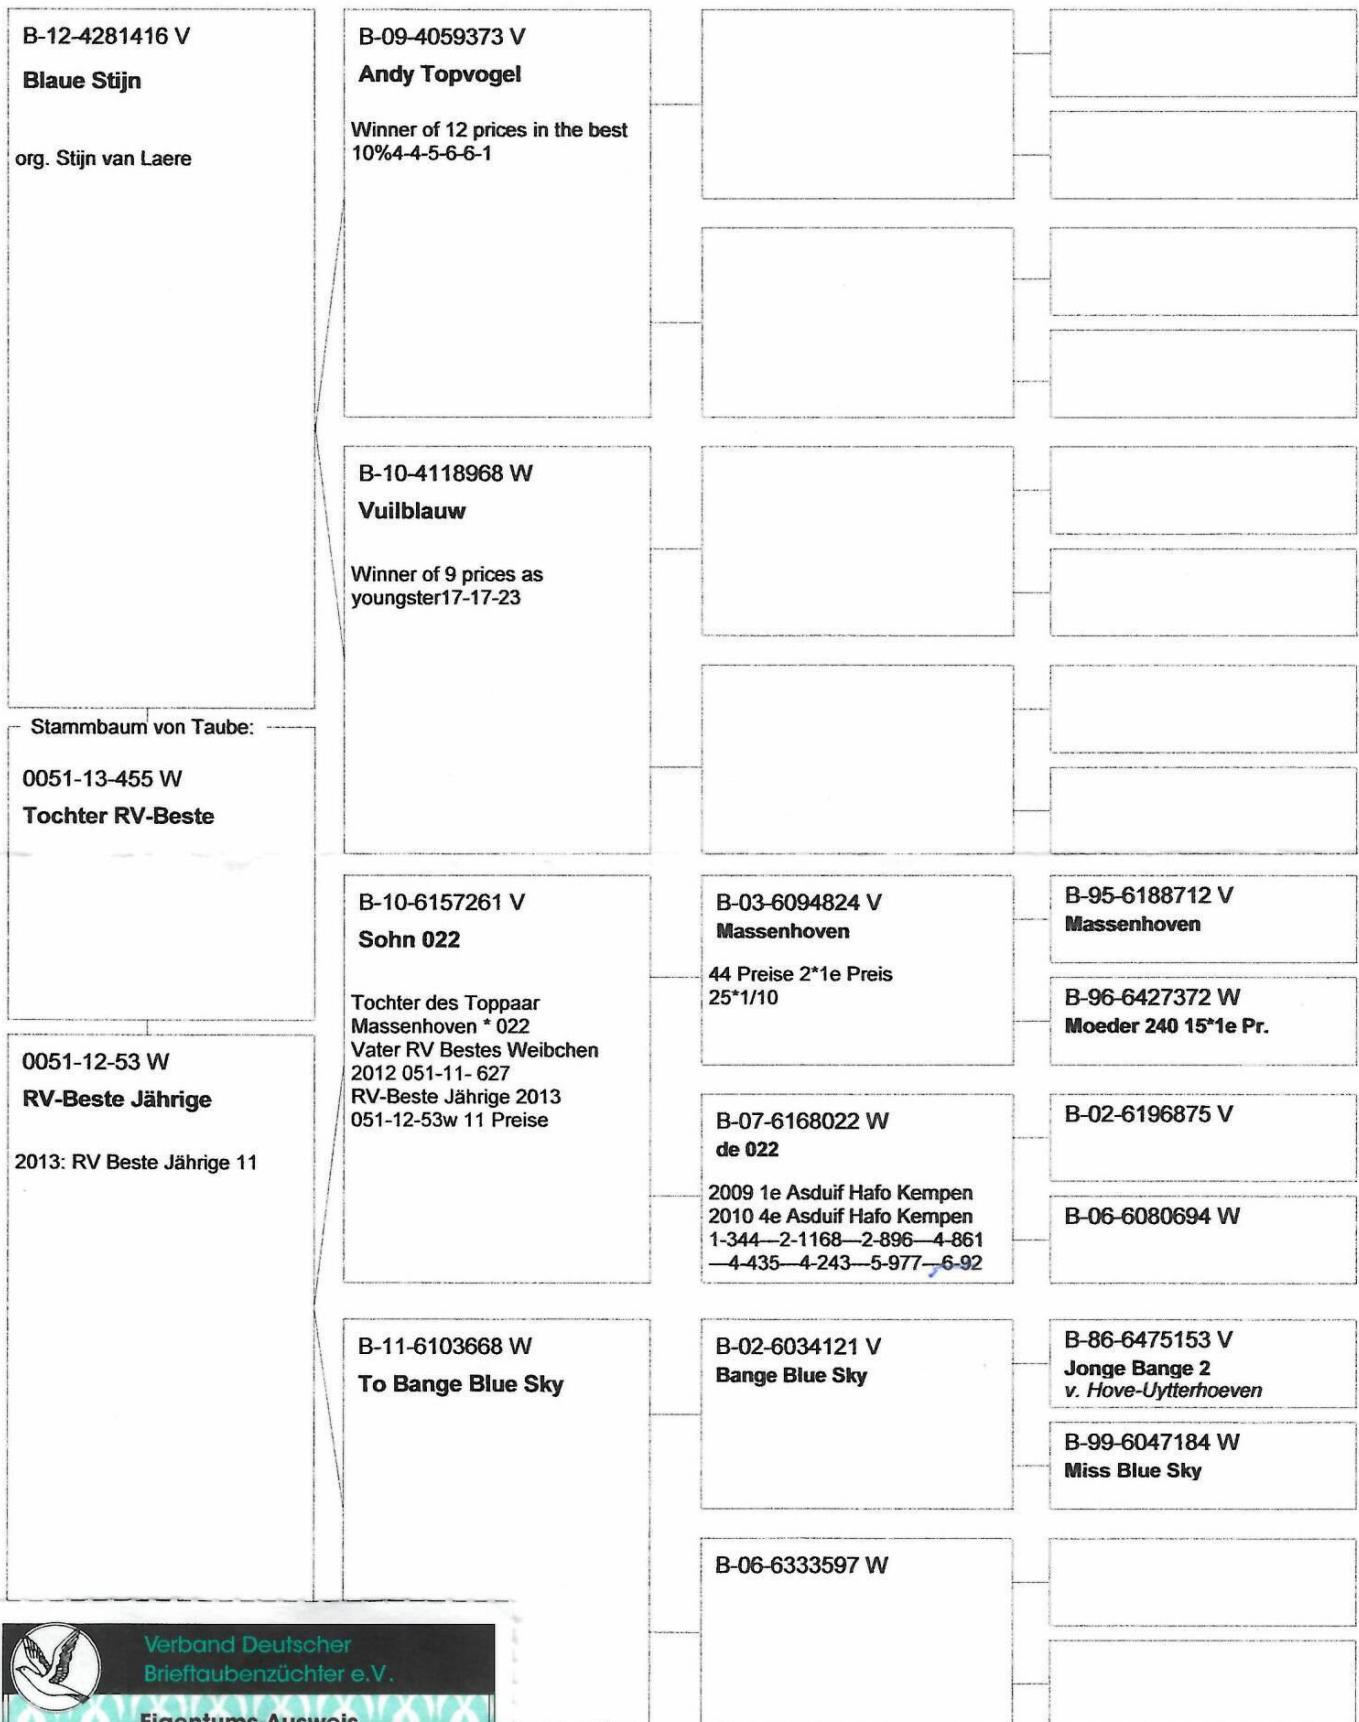 B-12-4281416 V
Blaue Stijn
org. Stijn van Laere
B-09-4059373 V
Andy Topvogel
Winner of 12 prices in the best
10%4-4-5-6-6-1
B-10-4118968 W
Vuilblauw
Winner of 9 prices as
youngster17-17-23
Stammbaum von Taube:
0051-13-455 W
Tochter RV-Beste
0051-12-53 W
RV-Beste Jährige
2013: RV Beste Jährige 11
B-10-6157261 V
Sohn 022
Tochter des Toppaar
Massenhoven * 022
Vater RV Bestes Weibchen
2012 051-11- 627
RV-Beste Jährige 2013
051-12-53w 11 Preise
B-03-6094824 V
Massenhoven
44 Preise 2*1e Preis
25*1/10
B-95-6188712 V
Massenhoven
B-96-6427372 W
Moeder 240 15*1e Pr.
B-07-6168022 W
de 022
2009 1e Asduif Hafo Kempen
2010 4e Asduif Hafo Kempen
1-344—2-1168—2-896—4-861
—4-435—4-243—5-977—6-92
B-02-6196875 V
B-06-6080694 W
B-11-6103668 W
To Bange Blue Sky
B-02-6034121 V
Bange Blue Sky
B-86-6475153 V
Jonge Bange 2
v. Hove-Uytterhoeven
B-99-6047184 W
Miss Blue Sky
B-06-6333597 W
Verband Deutscher
Brieftaubenzüchter e.V.
Eigentums-Ausweis